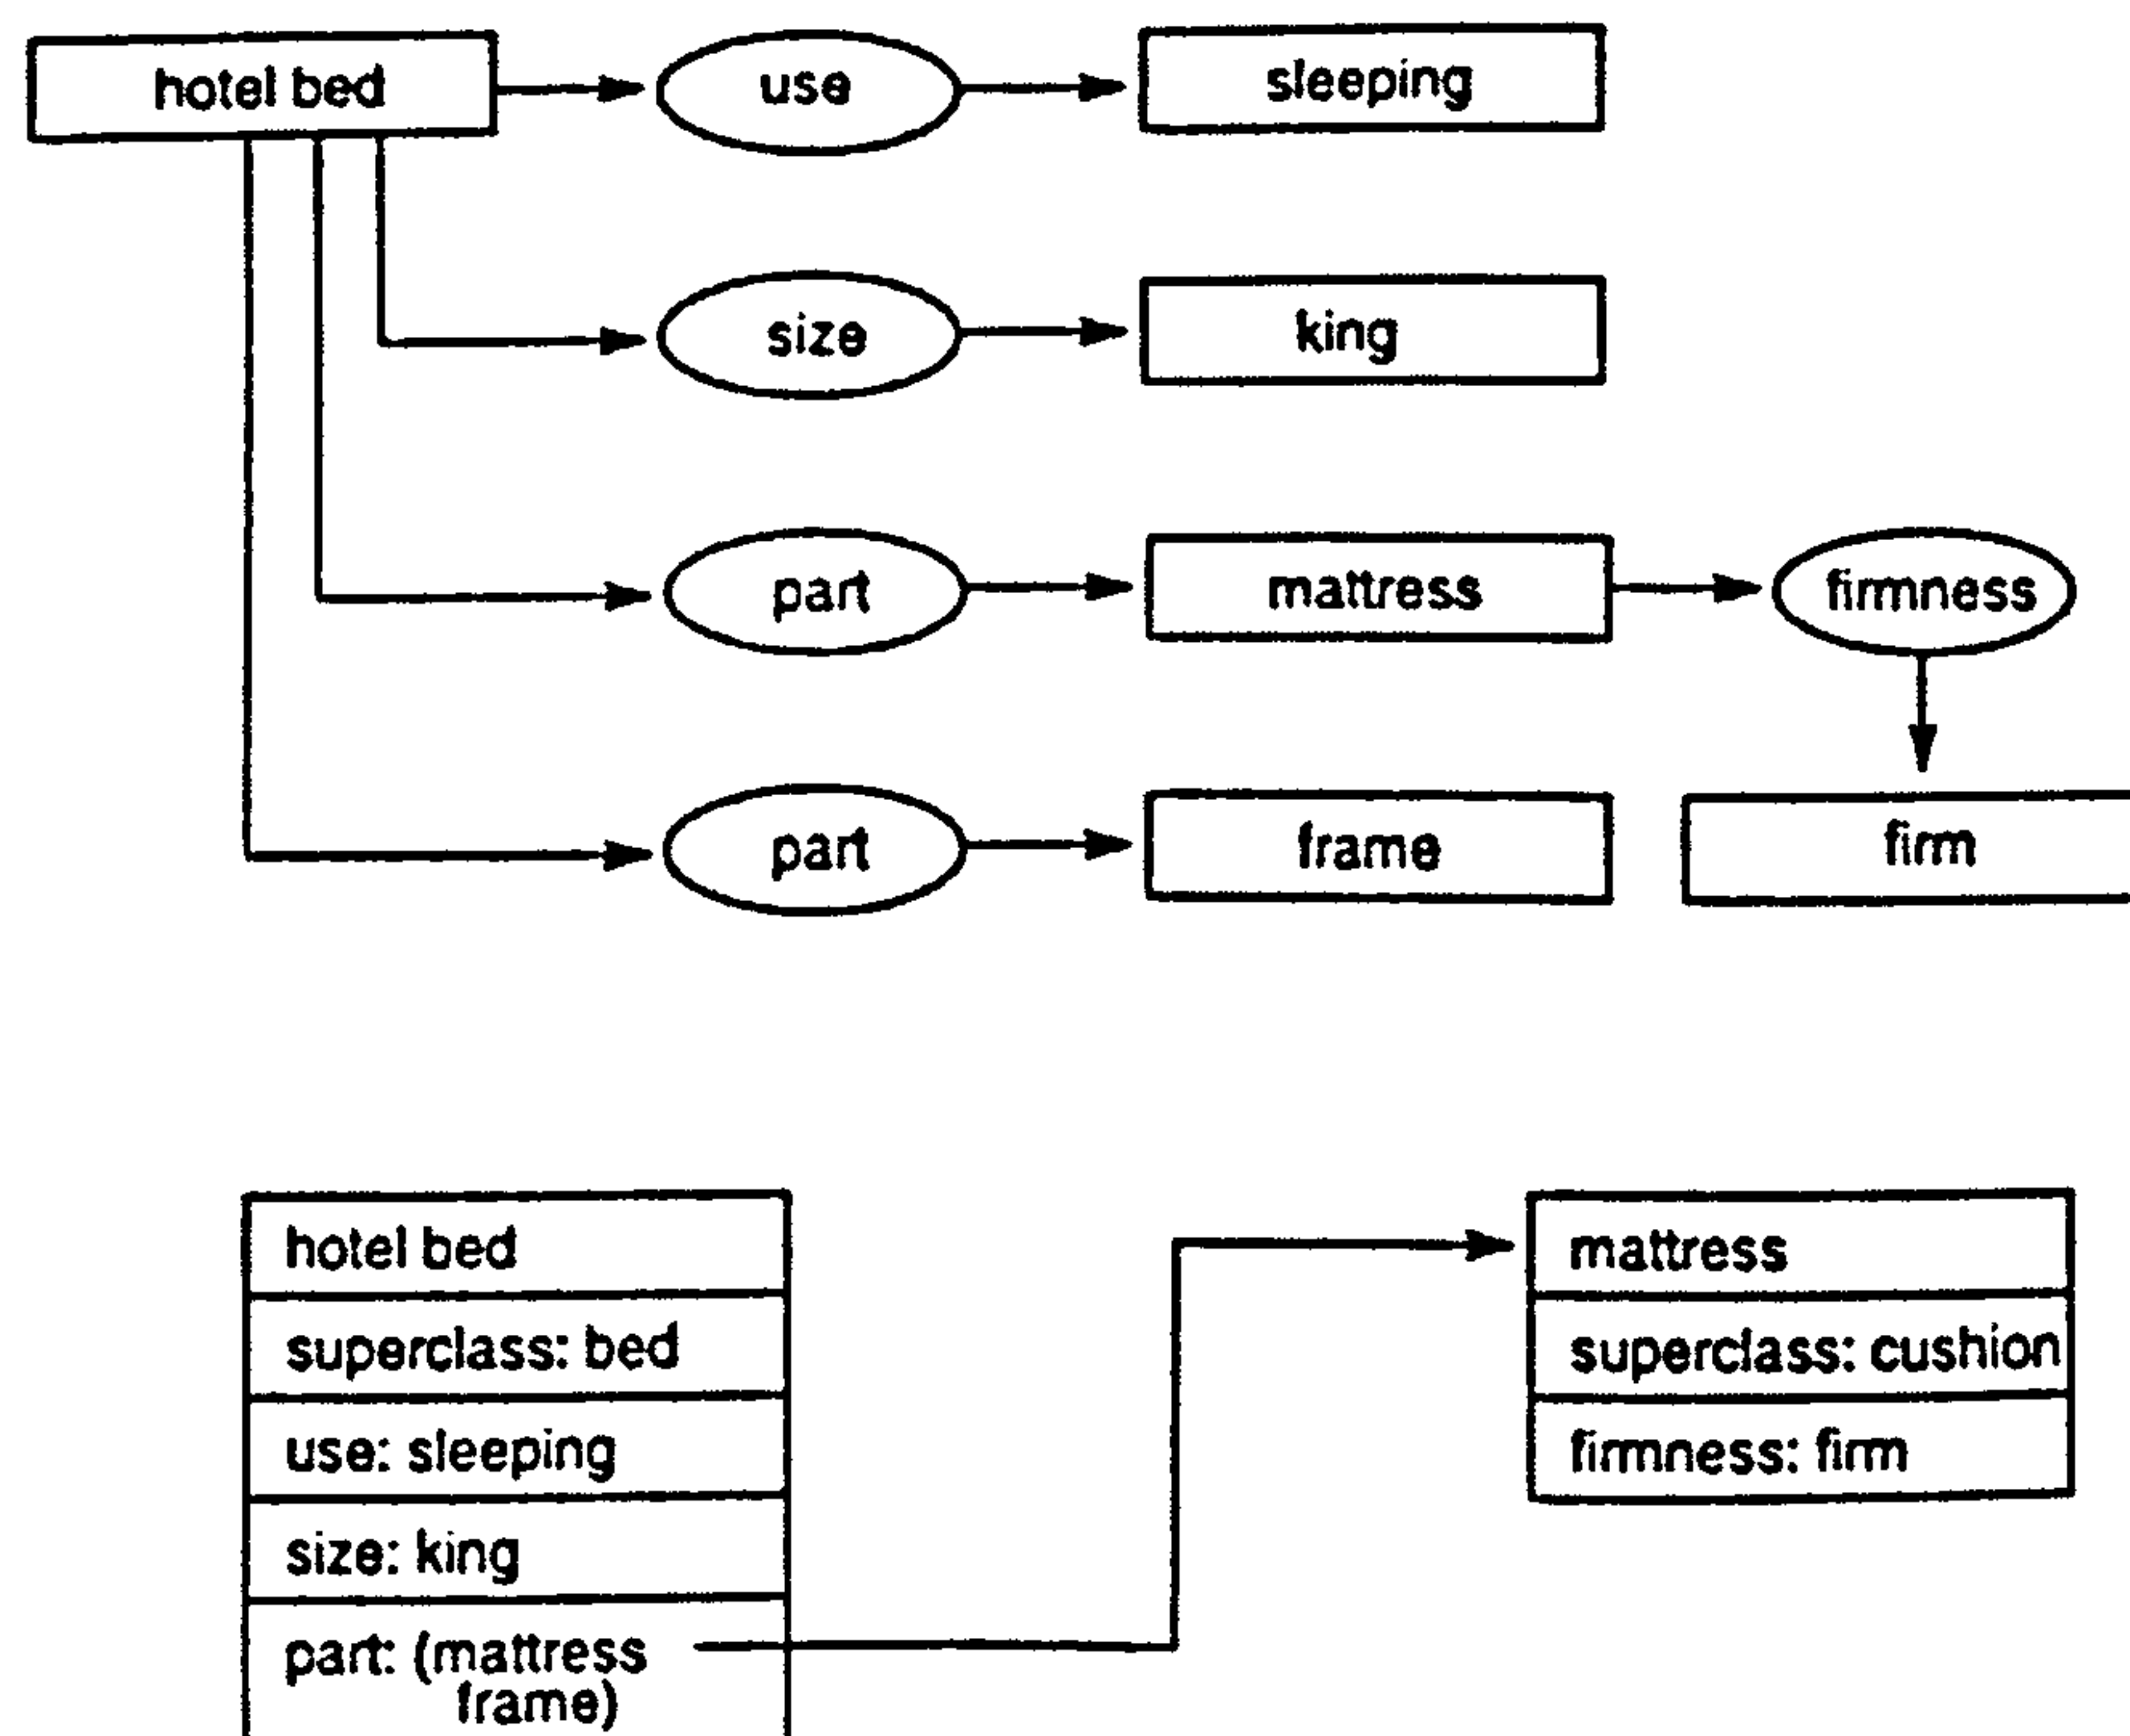 hotel bed
use
sleeping
size
king
part
mattress
firmness
part
frame
firm
hotel bed
superclass: bed
use: sleeping
size: king
part: (mattress
frame)
mattress
superclass: cushion
firmness: firm